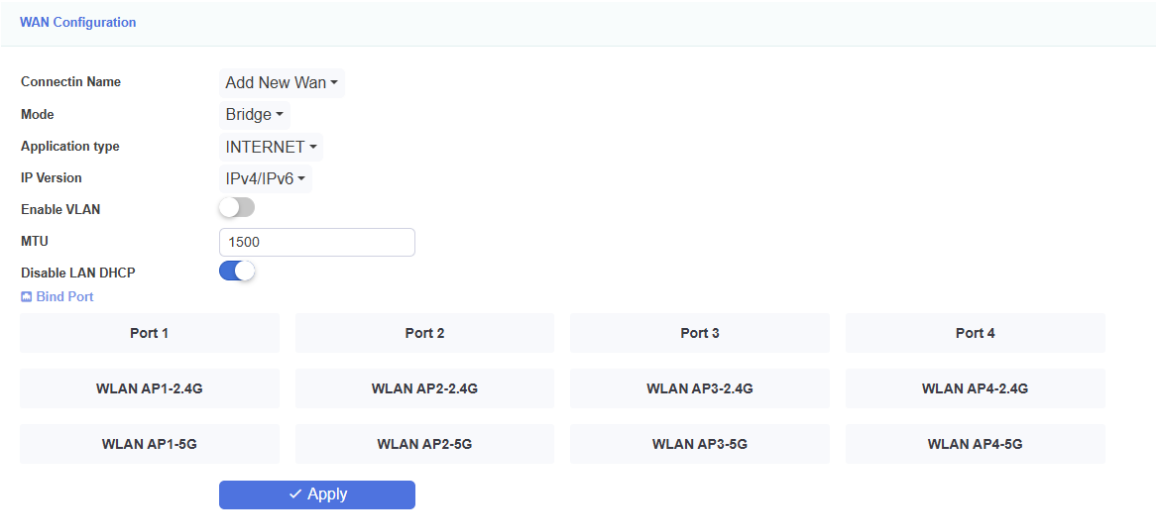 WAN Configuration
Connectin Name Add New Wan
Mode Bridge
Application type INTERNET
IP Version IPv4/IPv6
Enable VLAN
MTU 1500
Disable LAN DHCP
Bind Port
Port 1 Port 2 Port 3 Port 4
WLAN AP1-2.4G WLAN AP2-2.4G WLAN AP3-2.4G WLAN AP4-2.4G
WLAN AP1-5G WLAN AP2-5G WLAN AP3-5G WLAN AP4-5G
Apply